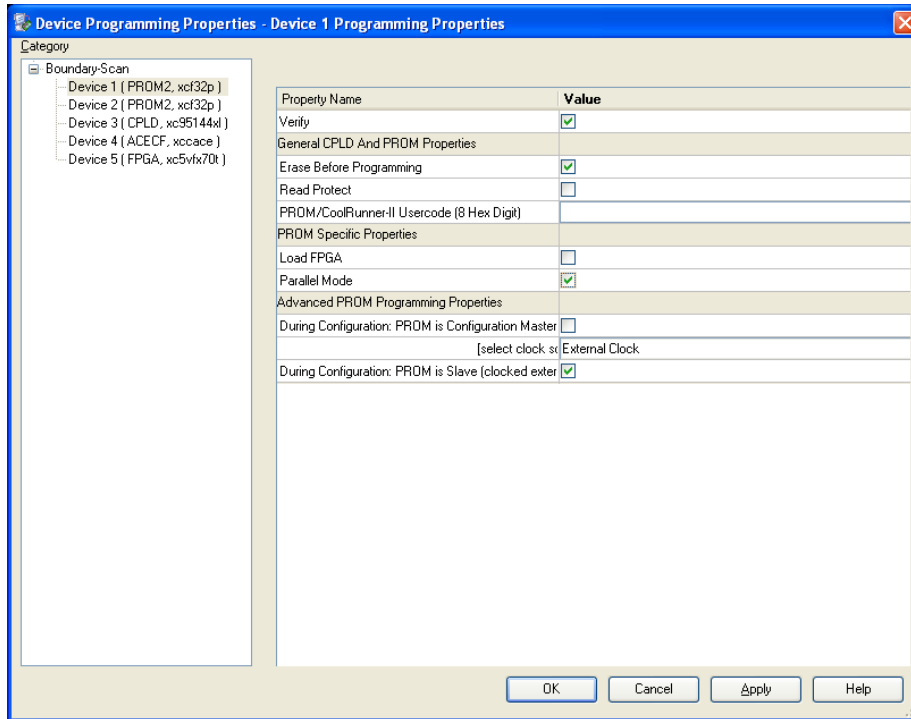 Device Programming Properties - Device 1 Programming Properties
Category
Boundary-Scan
Device 1 ( PROM2, xcf32p )
Device 2 ( PROM2, xcf32p )
Device 3 ( CPLD, xc95144xl )
Device 4 ( ACECF, xccace )
Device 5 ( FPGA, xc5vfx70t )
Property Name Value
Verify
General CPLD And PROM Properties
Erase Before Programming
Read Protect
PROM/CoolRunner-II Usercode (8 Hex Digit)
PROM Specific Properties
Load FPGA
Parallel Mode
Advanced PROM Programming Properties
During Configuration: PROM is Configuration Master
[select clock so External Clock
During Configuration: PROM is Slave (clocked exter
OK Cancel Apply Help